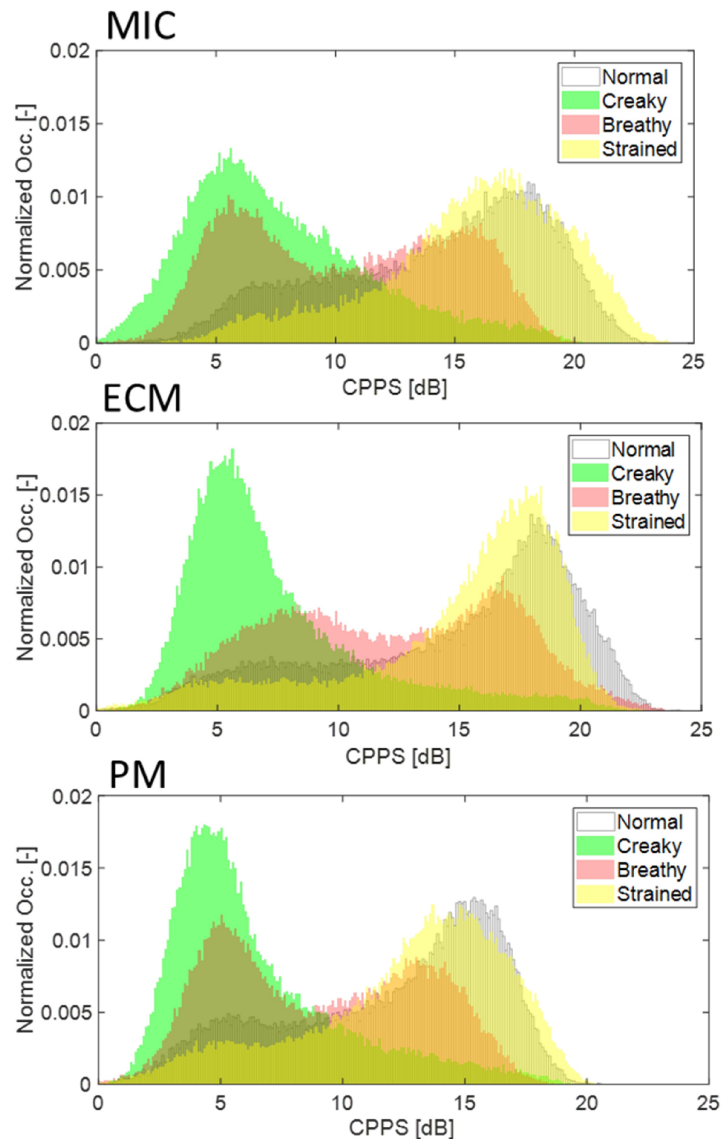 MIC
0.02
0.015
0.01
0.005
0
Normalized Occ. [-]
Normal
Creaky
Breathy
Strained
0 5 10 15 20 25
CPPS [dB]
ECM
0.02
0.015
0.01
0.005
0
Normalized Occ. [-]
Normal
Creaky
Breathy
Strained
0 5 10 15 20 25
CPPS [dB]
PM
0.02
0.015
0.01
0.005
0
Normalized Occ. [-]
Normal
Creaky
Breathy
Strained
0 5 10 15 20 25
CPPS [dB]